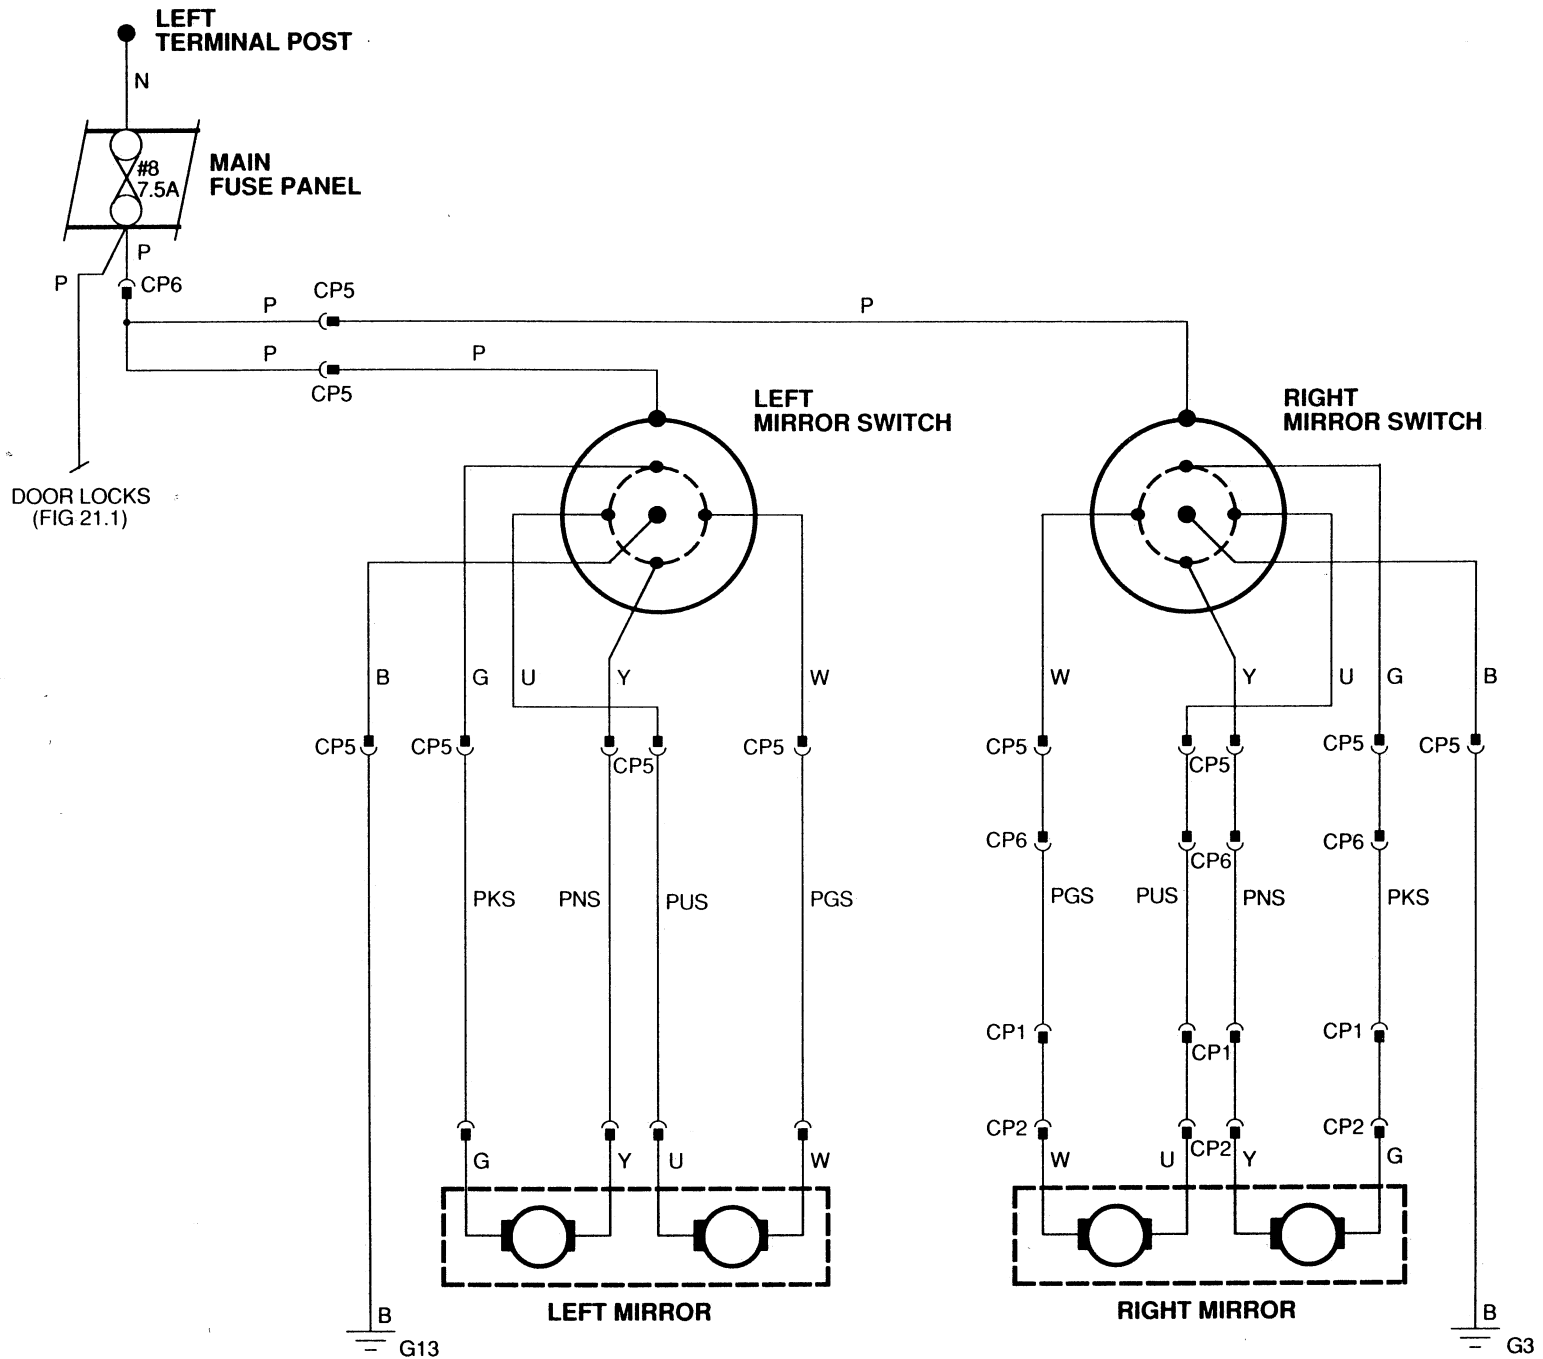 LEFT
TERMINAL POST
N
#8
7.5A
MAIN
FUSE PANEL
P
P
CP6
P
CP5
P
P
P
CP5
DOOR LOCKS
(FIG 21.1)
LEFT
MIRROR SWITCH
RIGHT
MIRROR SWITCH
B
G
U
Y
W
W
Y
U
G
B
CP5
CP5
CP5
CP5
CP5
CP5
CP5
CP5
CP6
CP6
CP6
PKS
PNS
PUS
PGS
PGS
PUS
PNS
PKS
CP1
CP1
CP1
CP2
CP2
CP2
G
Y
U
W
W
U
Y
G
LEFT MIRROR
RIGHT MIRROR
B
G13
B
G3